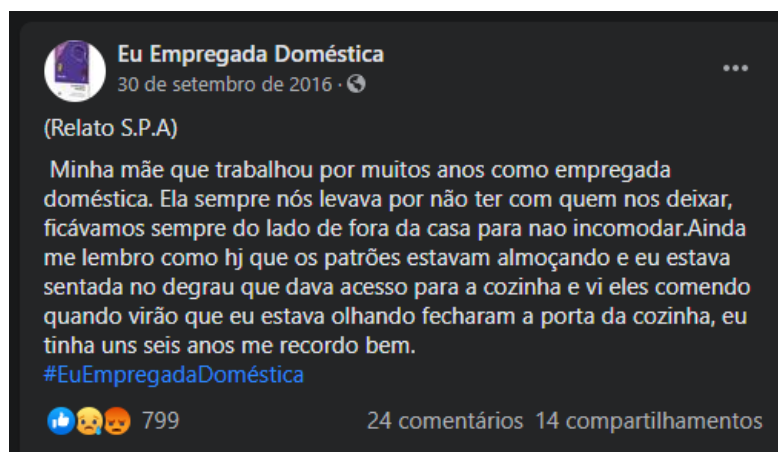 Eu Empregada Doméstica
30 de setembro de 2016 ·
(Relato S.P.A)
Minha mãe que trabalhou por muitos anos como empregada
doméstica. Ela sempre nós levava por não ter com quem nos deixar,
ficávamos sempre do lado de fora da casa para nao incomodar.Ainda
me lembro como hj que os patrões estavam almoçando e eu estava
sentada no degrau que dava acesso para a cozinha e vi eles comendo
quando virão que eu estava olhando fecharam a porta da cozinha, eu
tinha uns seis anos me recordo bem.
#EuEmpregadaDoméstica
799 24 comentários 14 compartilhamentos